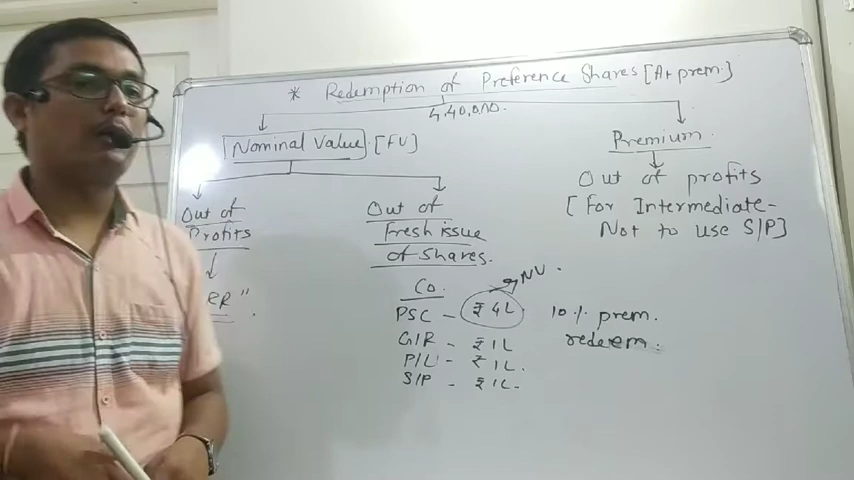 * Redemption of Preference Shares [At prem.]
4,40,000.
Nominal Value. [FV]
Premium.
Out of
Profits
Out of
Fresh issue
of Shares.
Out of profits
[For Intermediate-
Not to use S/P]
"
Co.
NV.
PSC - ₹ 4L
10% prem.
redeem.
G/R - ₹ 1L
P/L - ₹ 1L.
S/P - ₹ 1L.